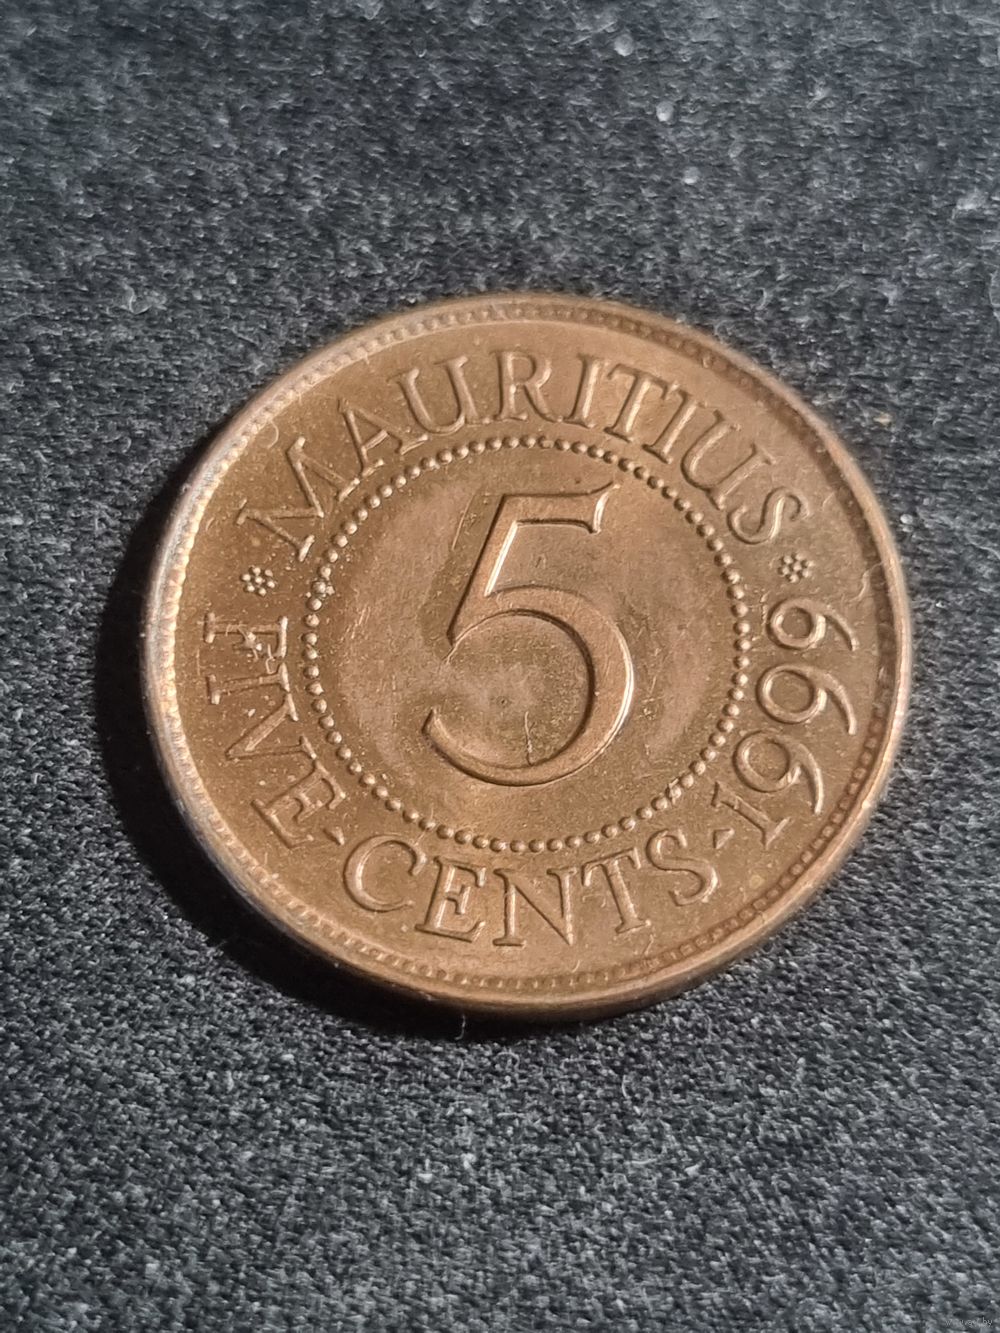 MAURITIUS
5
FIVE · CENTS · 1999